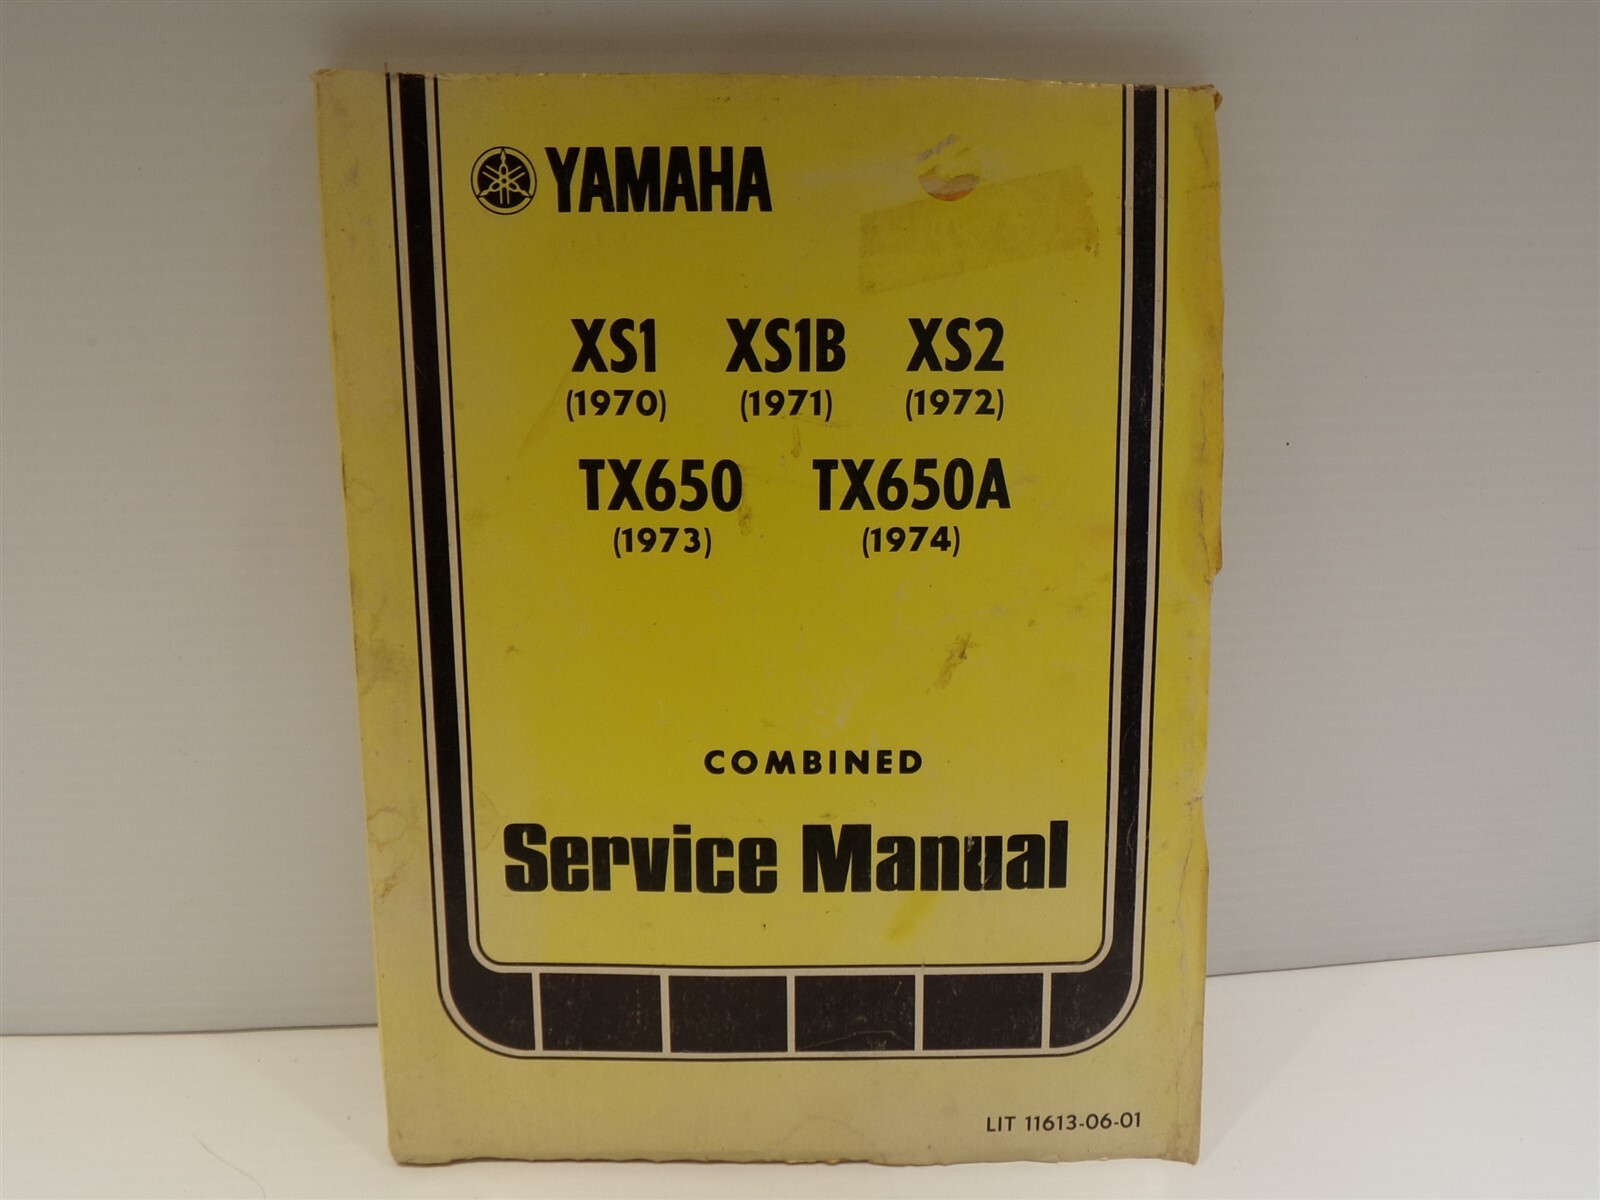 YAMAHA
XS1 XS1B XS2
(1970) (1971) (1972)
TX650 TX650A
(1973) (1974)
COMBINED
Service Manual
LIT 11613-06-01